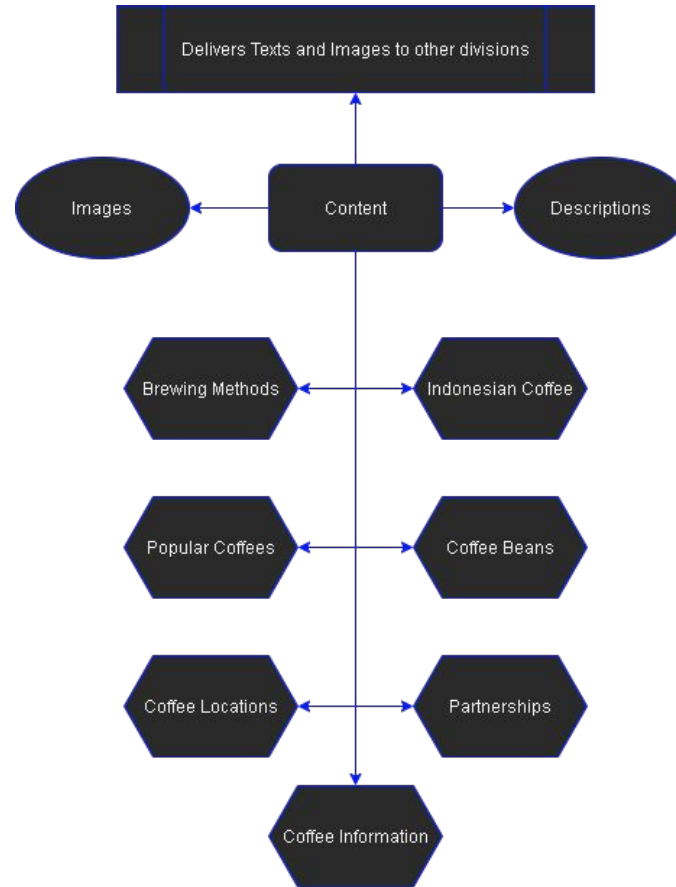 Delivers Texts and Images to other divisions
Images
Content
Descriptions
Brewing Methods
Indonesian Coffee
Popular Coffees
Coffee Beans
Coffee Locations
Partnerships
Coffee Information